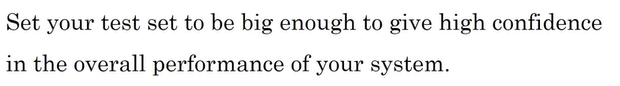 Set your test set to be big enough to give high confidence
in the overall performance of your system.